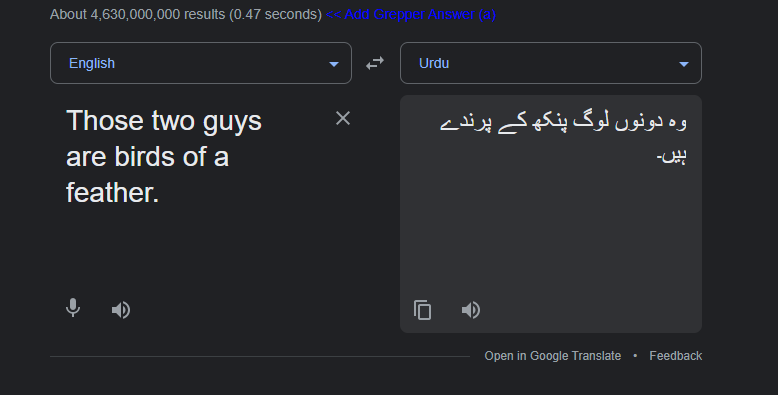 About 4,630,000,000 results (0.47 seconds) -:- Add Grepper Answer (a)
English
Urdu
Those two guys
are birds of a
feather.
وہ دونوں لوگ پنکھ کے پرندے
ہیں۔
Open in Google Translate • Feedback